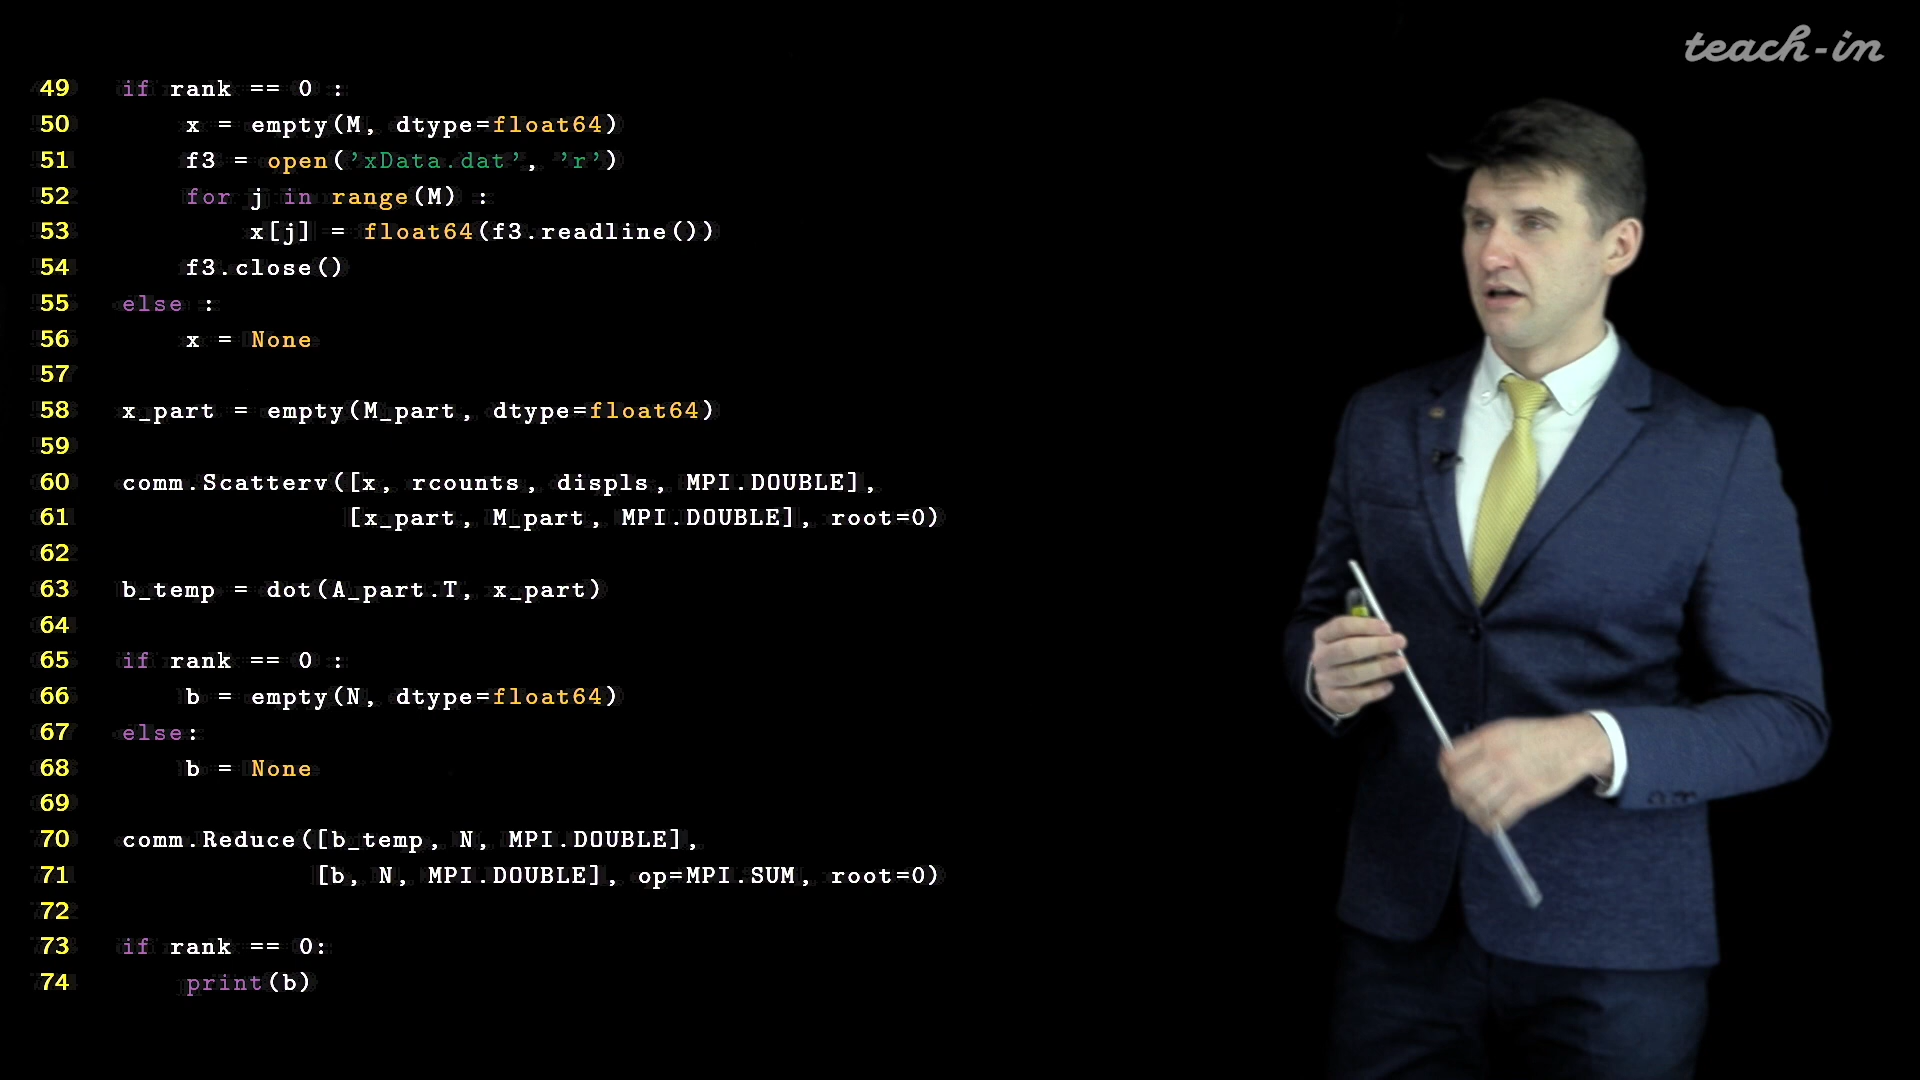 teach-in
49 if rank == 0 :
50 x = empty(M, dtype=float64)
51 f3 = open('xData.dat', 'r')
52 for j in range(M) :
53 x[j] = float64(f3.readline())
54 f3.close()
55 else :
56 x = None
57
58 x_part = empty(M_part, dtype=float64)
59
60 comm.Scatterv([x, rcounts, displs, MPI.DOUBLE],
61 [x_part, M_part, MPI.DOUBLE], root=0)
62
63 b_temp = dot(A_part.T, x_part)
64
65 if rank == 0 :
66 b = empty(N, dtype=float64)
67 else:
68 b = None
69
70 comm.Reduce([b_temp, N, MPI.DOUBLE],
71 [b, N, MPI.DOUBLE], op=MPI.SUM, root=0)
72
73 if rank == 0:
74 print(b)